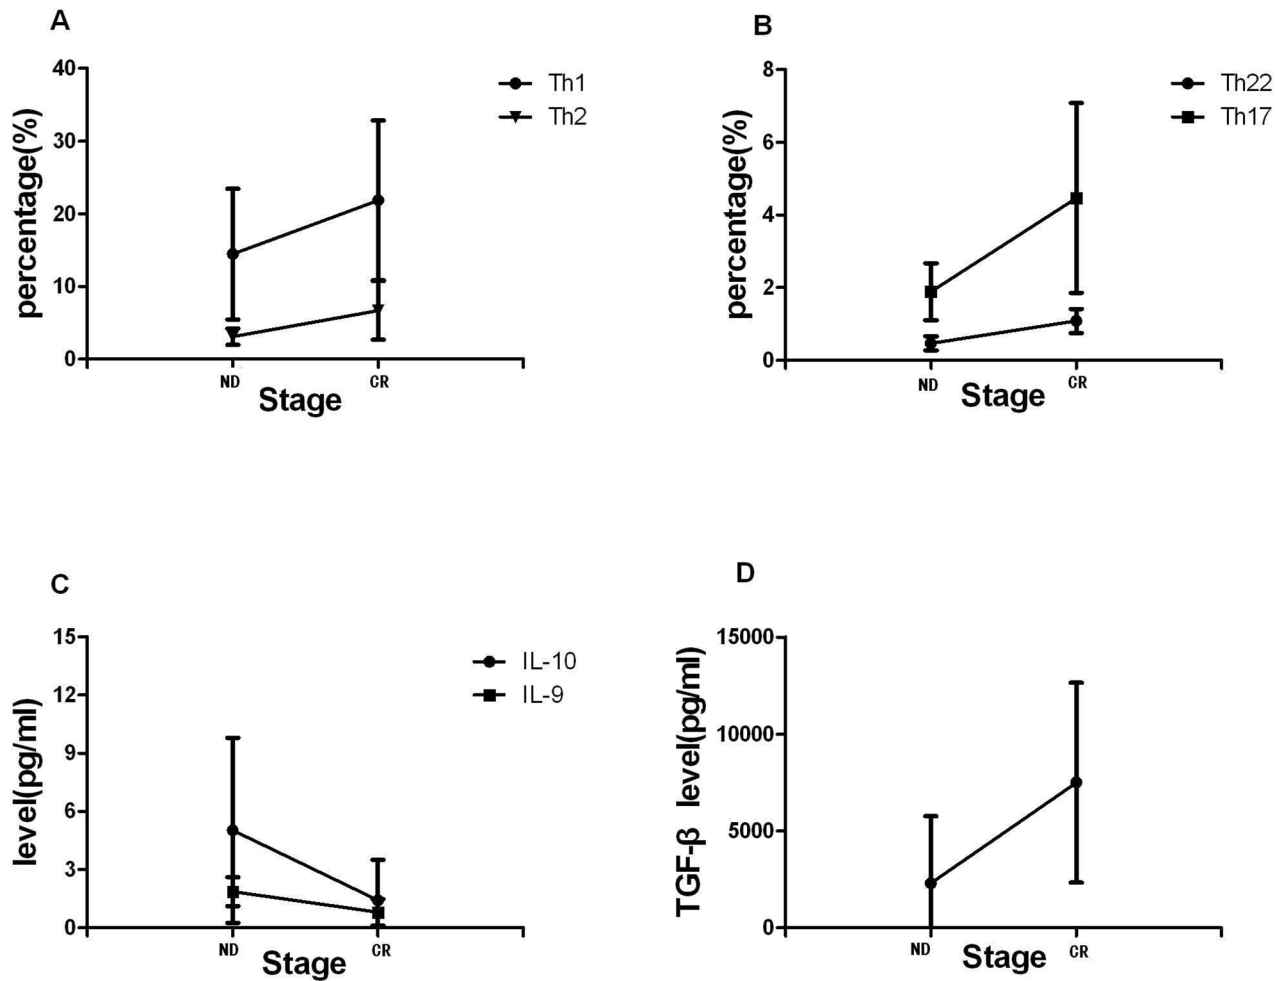 A
percentage(%)
40
30
20
10
0
ND
CR
Stage
Th1
Th2
B
percentage(%)
8
6
4
2
0
ND
CR
Stage
Th22
Th17
C
level(pg/ml)
15
12
9
6
3
0
ND
CR
Stage
IL-10
IL-9
D
TGF-β level(pg/ml)
15000
10000
5000
0
ND
CR
Stage